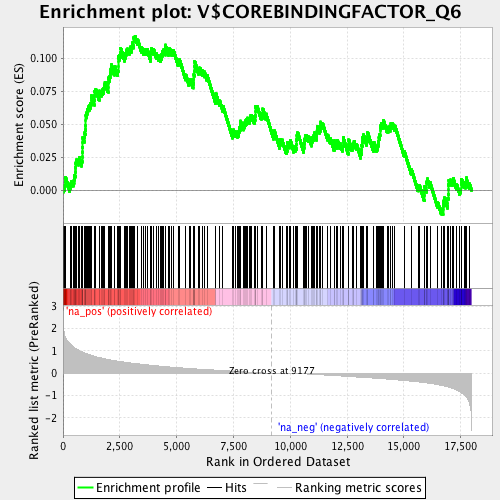 Enrichment plot: V$COREBINDINGFACTOR_Q6
Enrichment score (ES)
0.100
0.075
0.050
0.025
0.000
'na_pos' (positively correlated)
Ranked list metric (PreRanked)
3
2
1
0
-1
-2
Zero cross at 9177
'na_neg' (negatively correlated)
0
2,500
5,000
7,500
10,000
12,500
15,000
17,500
Rank in Ordered Dataset
Enrichment profile
Hits
Ranking metric scores